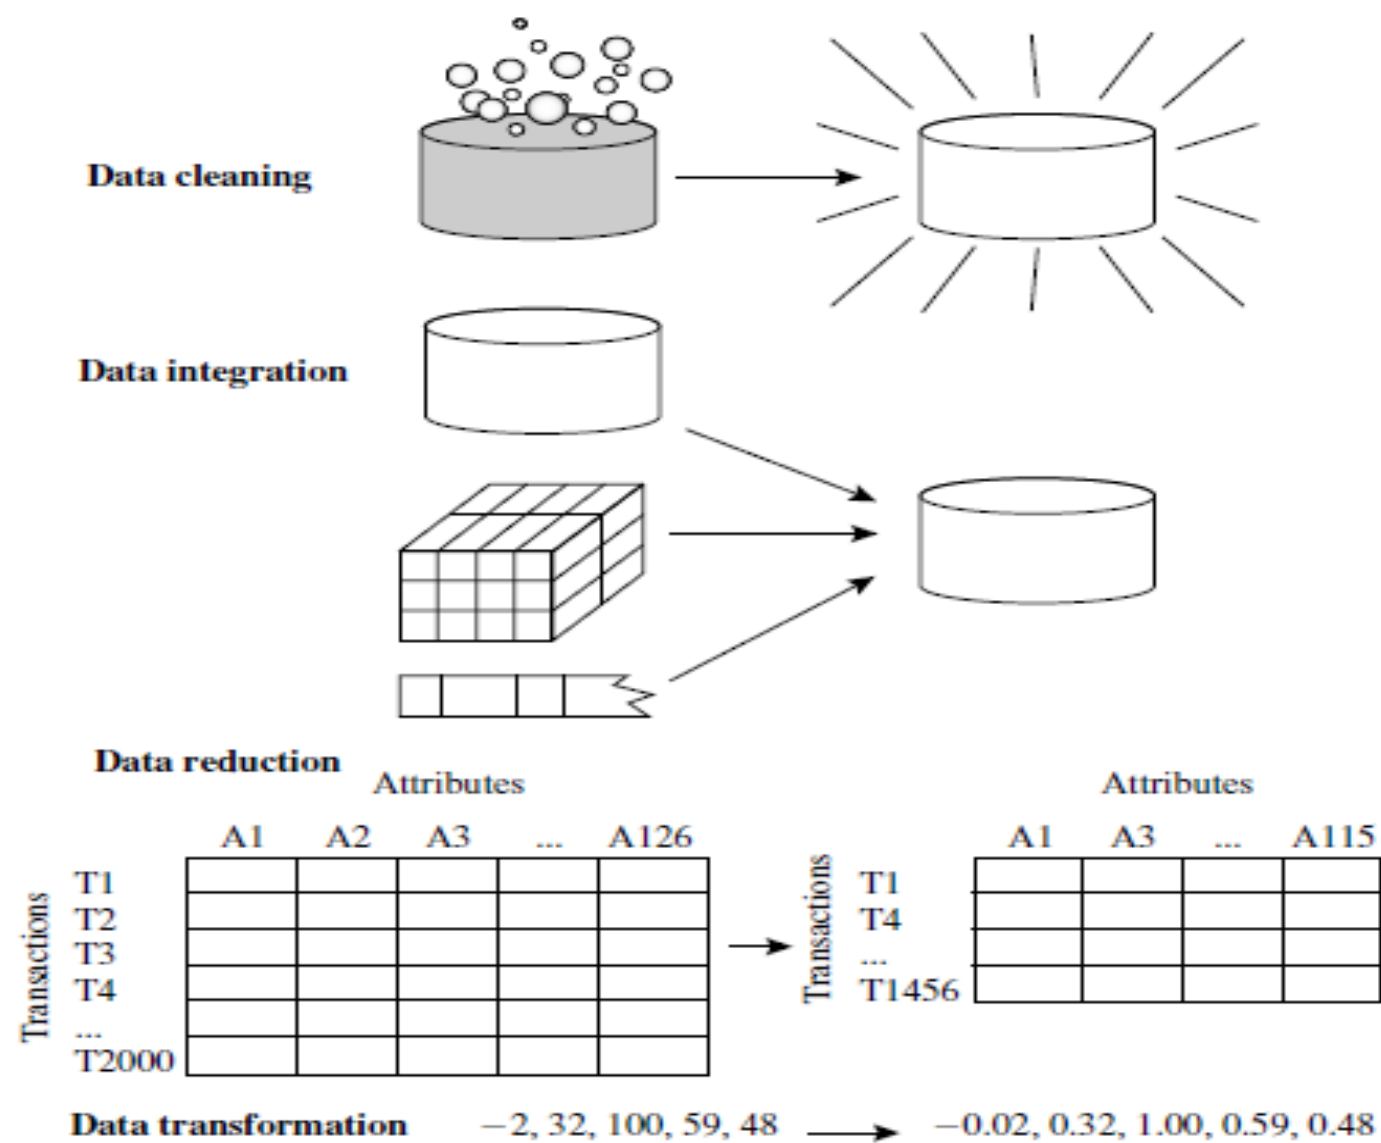 Data cleaning
Data integration
Data reduction
Attributes
Attributes
A1 A2 A3 ... A126
A1 A3 ... A115
Transactions
T1
T2
T3
T4
...
T2000
Transactions
T1
T4
...
T1456
Data transformation −2, 32, 100, 59, 48 −0.02, 0.32, 1.00, 0.59, 0.48